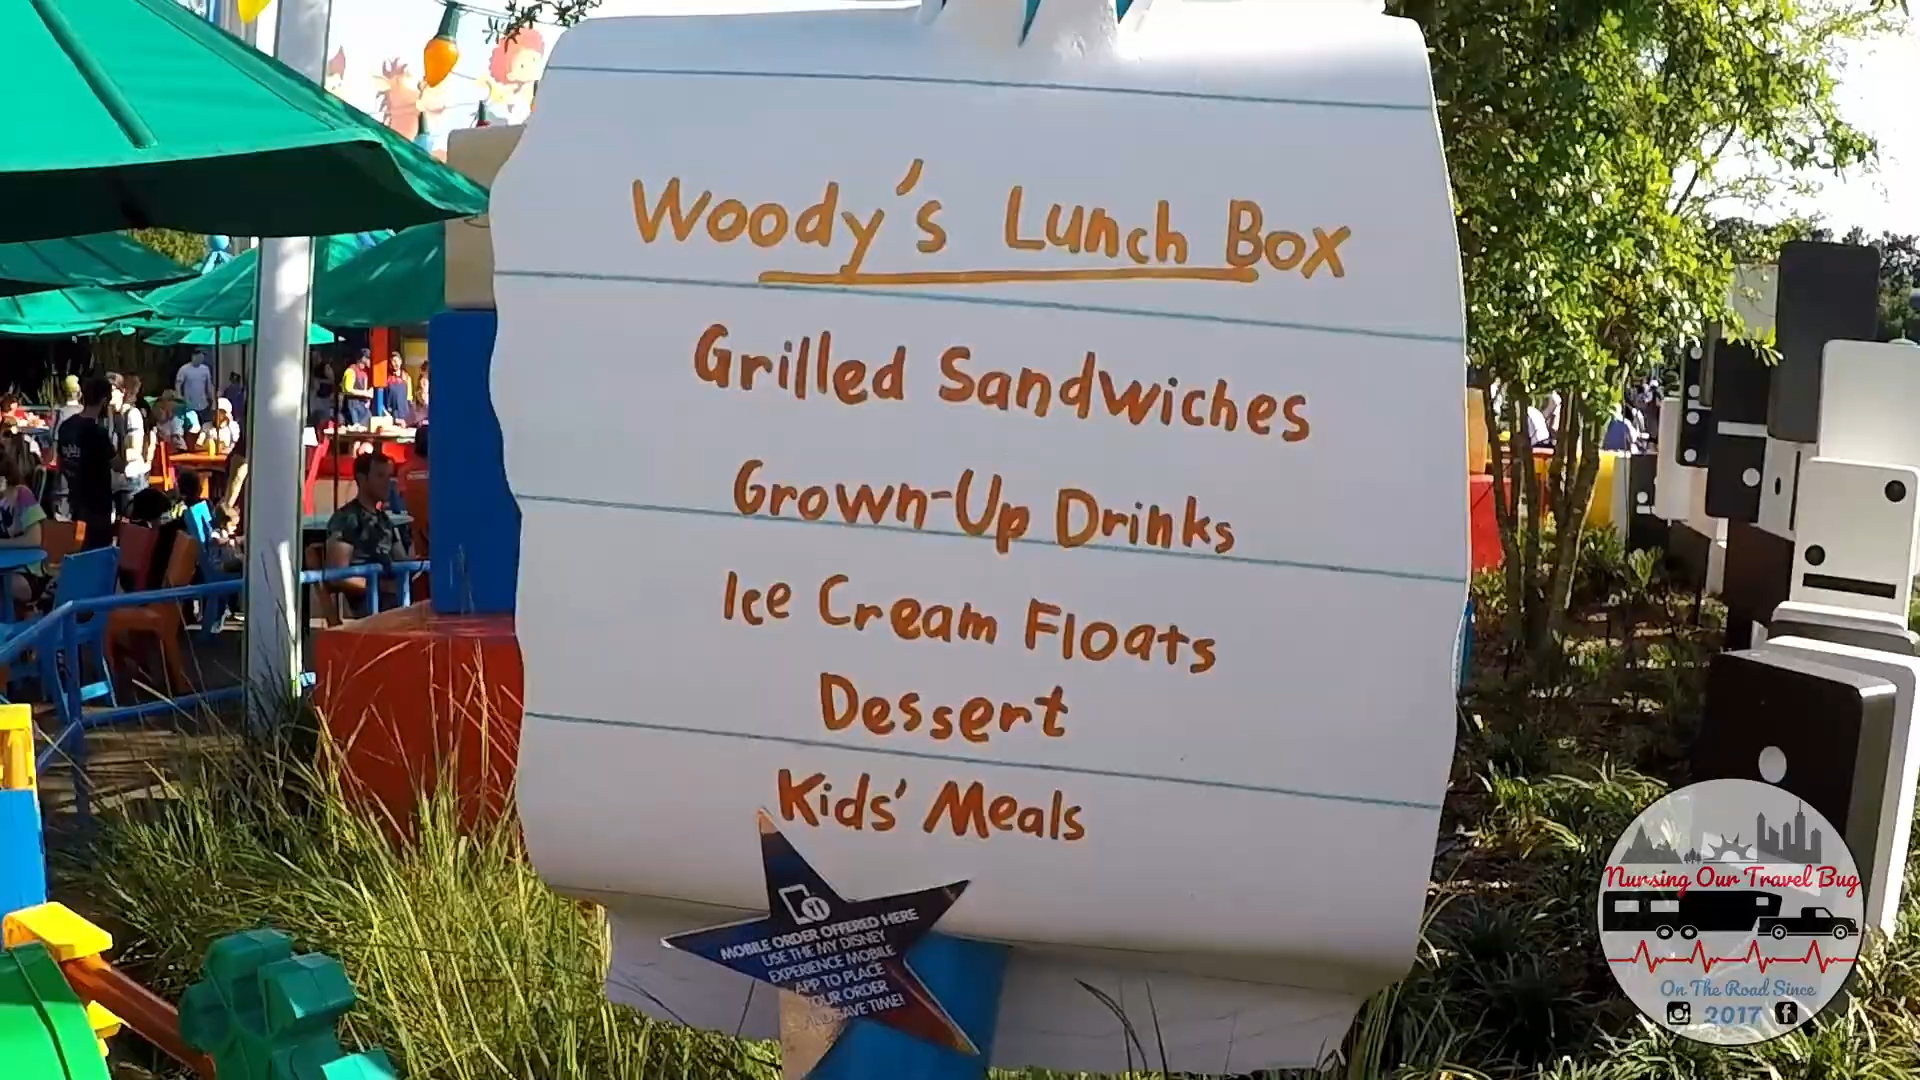 Woody's Lunch Box
Grilled Sandwiches
Grown-Up Drinks
Ice Cream Floats
Dessert
Kids' Meals
MOBILE ORDER OFFERED HERE
USE THE MY DISNEY
EXPERIENCE MOBILE
APP TO PLACE
YOUR ORDER
SAVE TIME!
Nursing Our Travel Bug
On The Road Since
2017